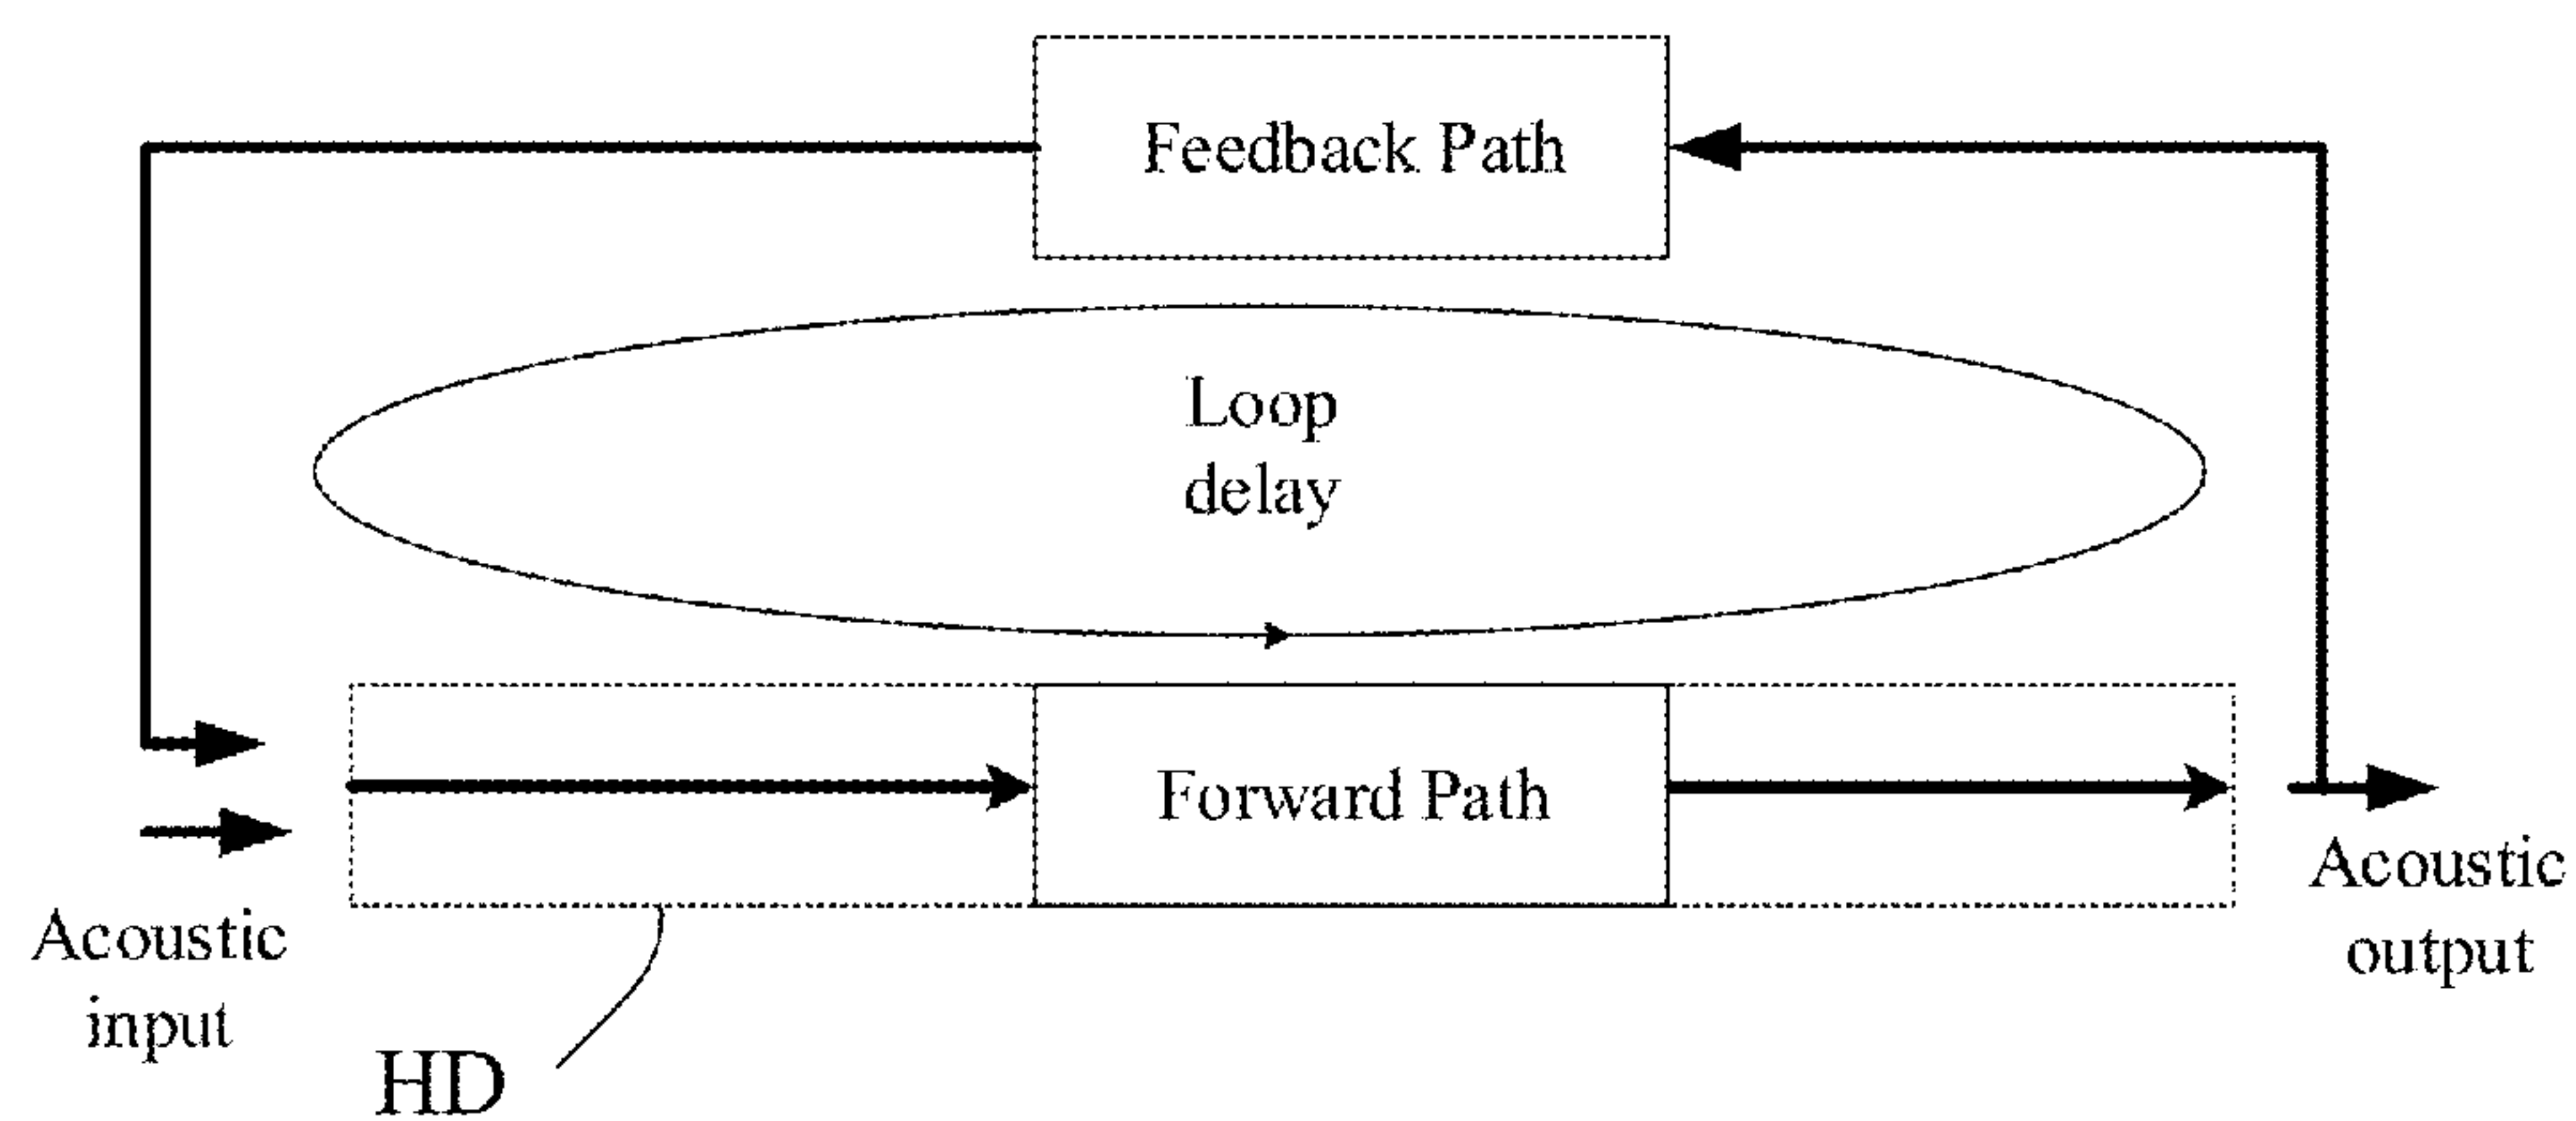 Feedback Path
Loop
delay
Forward Path
Acoustic
output
Acoustic
input
HD